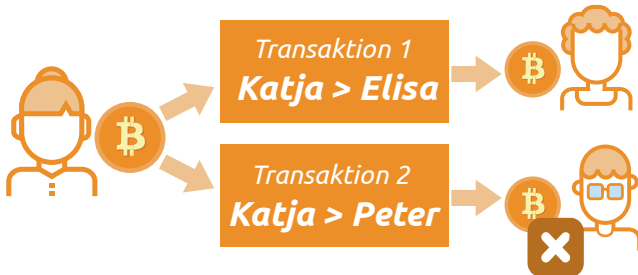 Transaktion 1
Katja > Elisa
Transaktion 2
Katja > Peter